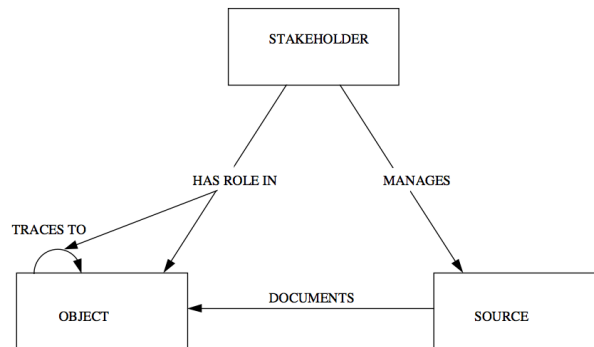 STAKEHOLDER
HAS ROLE IN
MANAGES
TRACES TO
DOCUMENTS
OBJECT
SOURCE